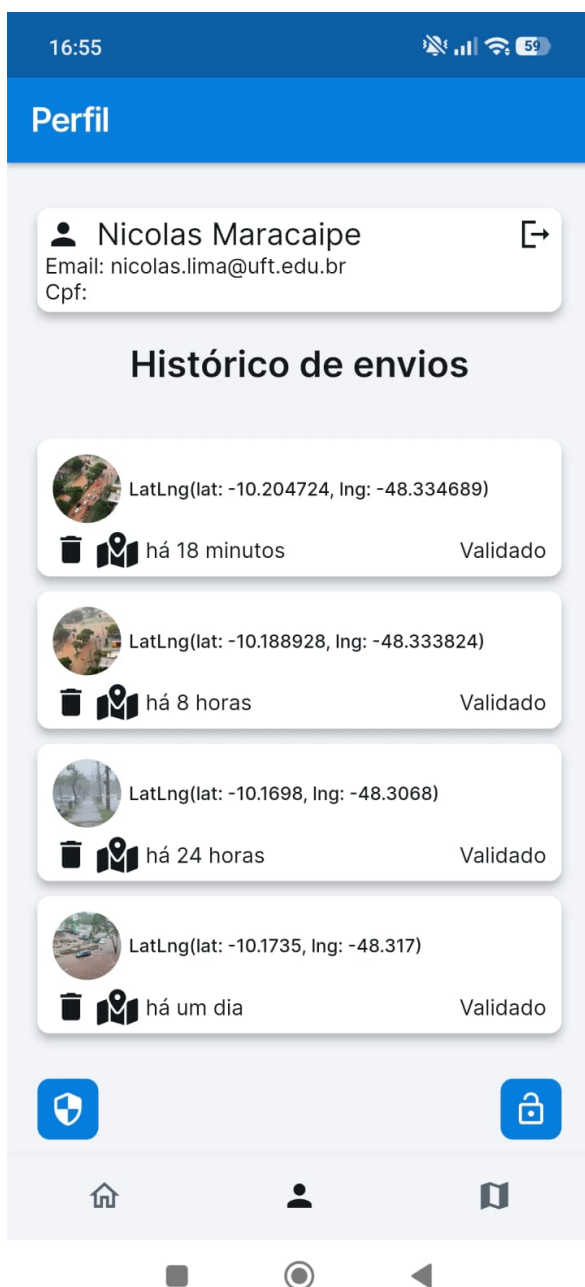 16:55
59
Perfil
Nicolas Maracaipe
Email: nicolas.lima@uft.edu.br
Cpf:
Histórico de envios
LatLng(lat: -10.204724, lng: -48.334689)
há 18 minutos Validado
LatLng(lat: -10.188928, lng: -48.333824)
há 8 horas Validado
LatLng(lat: -10.1698, lng: -48.3068)
há 24 horas Validado
LatLng(lat: -10.1735, lng: -48.317)
há um dia Validado